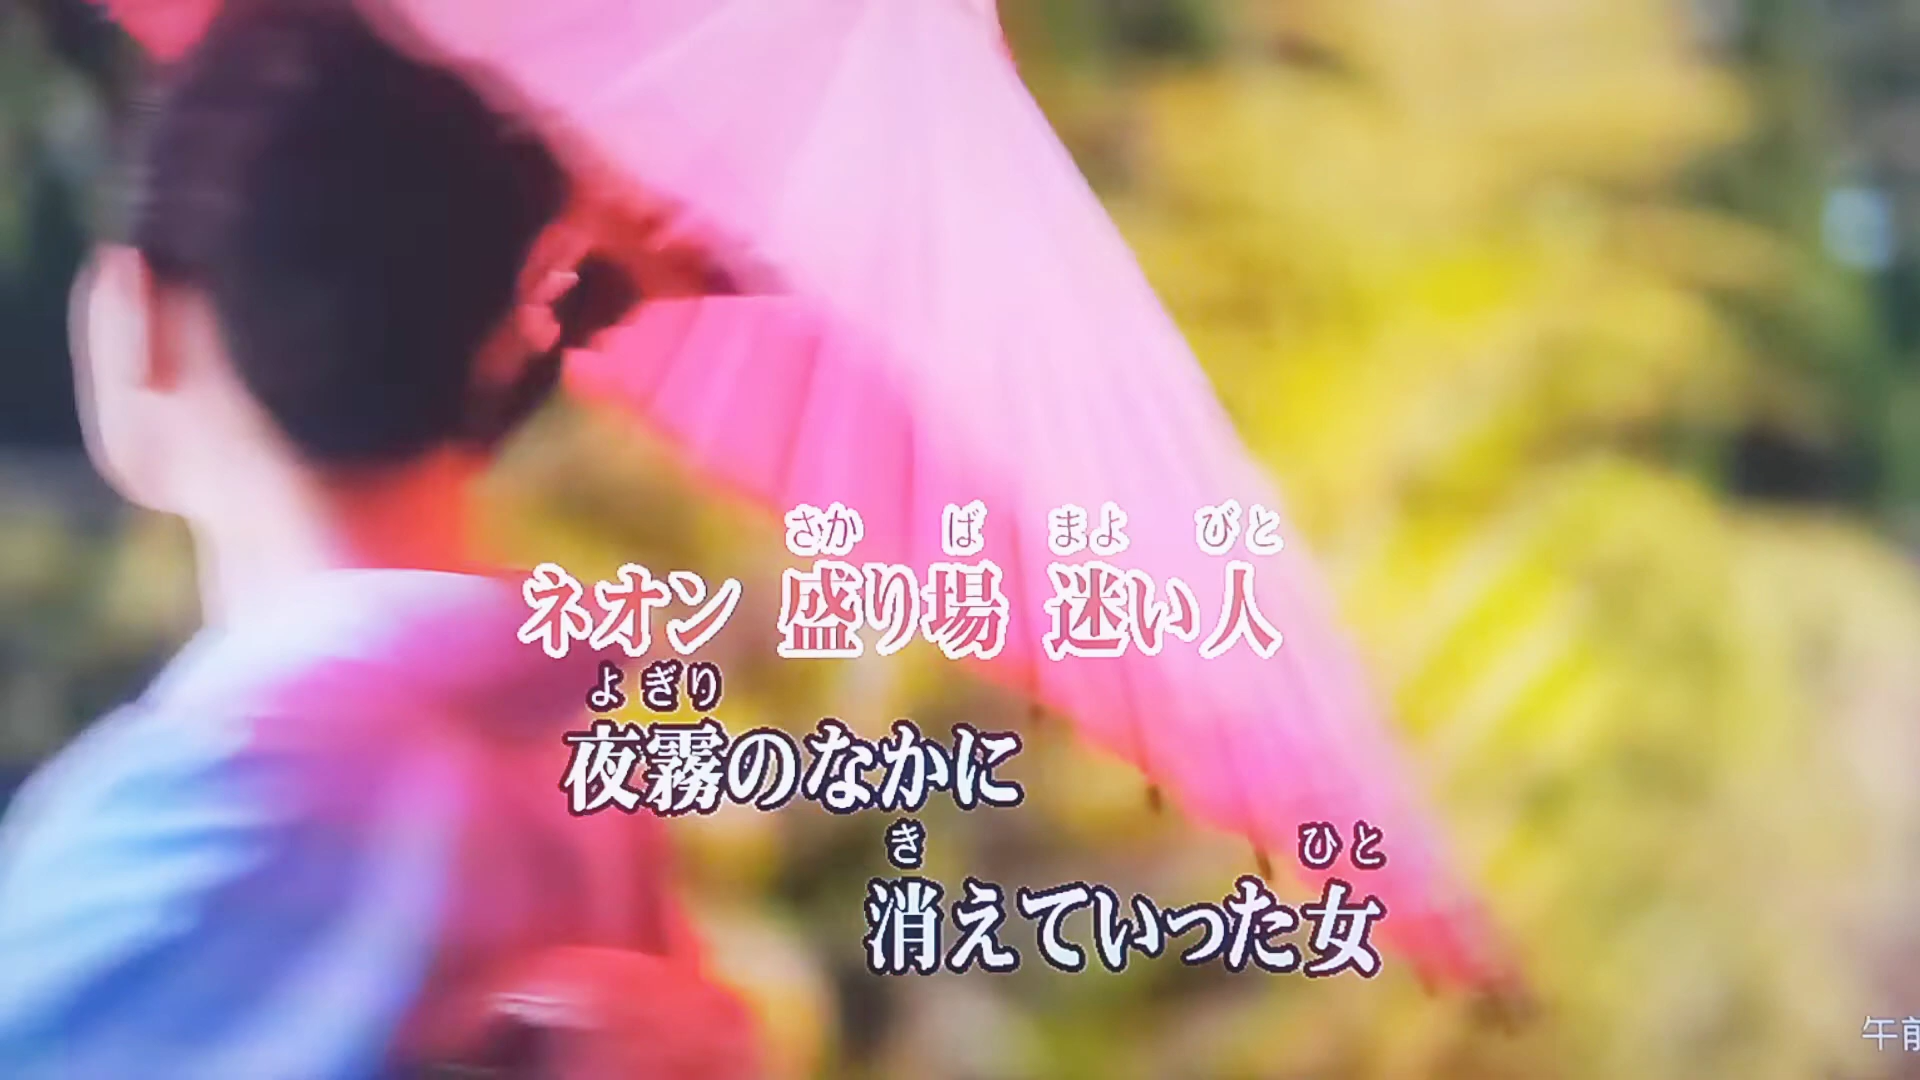 さか ば まよ びと
ネオン 盛り場 迷い人
よぎり
夜霧のなかに
き ひと
消えていった女
午前